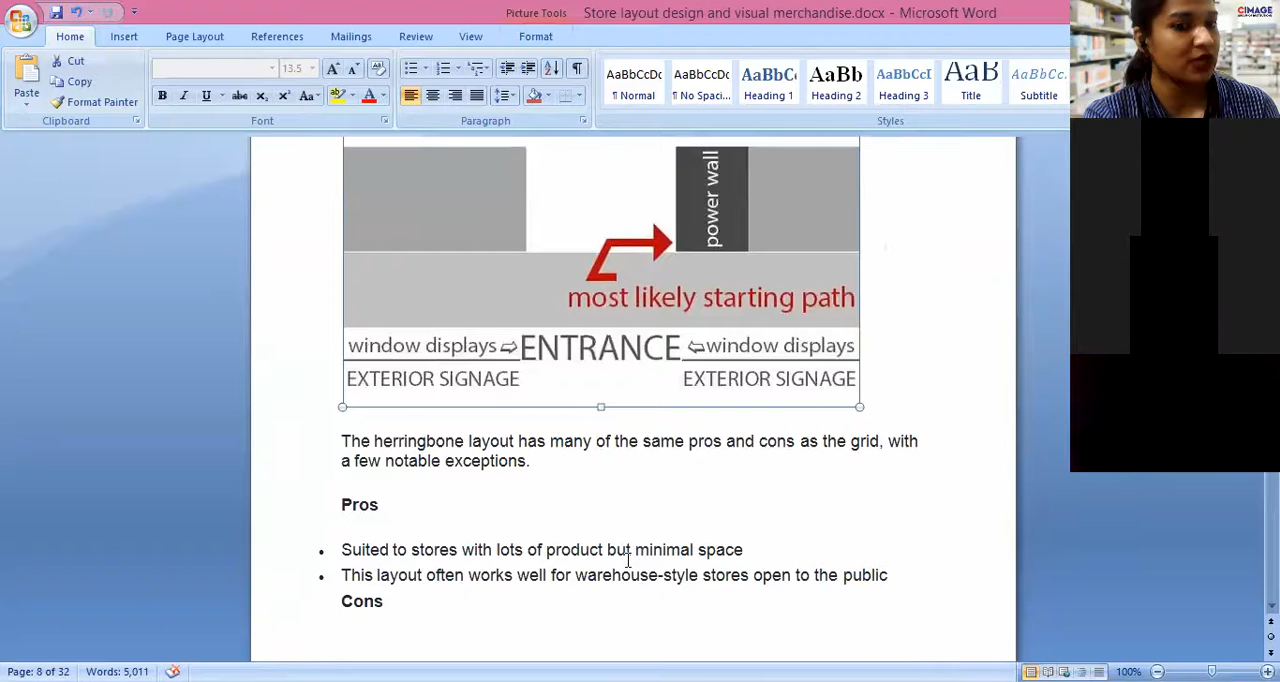 Picture Tools
Store layout design and visual merchandise.docx - Microsoft Word
Home Insert Page Layout References Mailings Review View Format
Cut
Copy
Paste
Format Painter
13.5
AaBbCcDc AaBbCcDc AaBbC AaBb AaBbCcI AaB AaBbCcL
¶ Normal ¶ No Spaci... Heading 1 Heading 2 Heading 3 Title Subtitle
B I U abc X₂ X² Aa A
Clipboard Font Paragraph Styles
CIMAGE
power wall
most likely starting path
window displays ENTRANCE window displays
EXTERIOR SIGNAGE EXTERIOR SIGNAGE
The herringbone layout has many of the same pros and cons as the grid, with
a few notable exceptions.
Pros
• Suited to stores with lots of product but minimal space
• This layout often works well for warehouse-style stores open to the public
Cons
Page: 8 of 32 Words: 5,011 100%